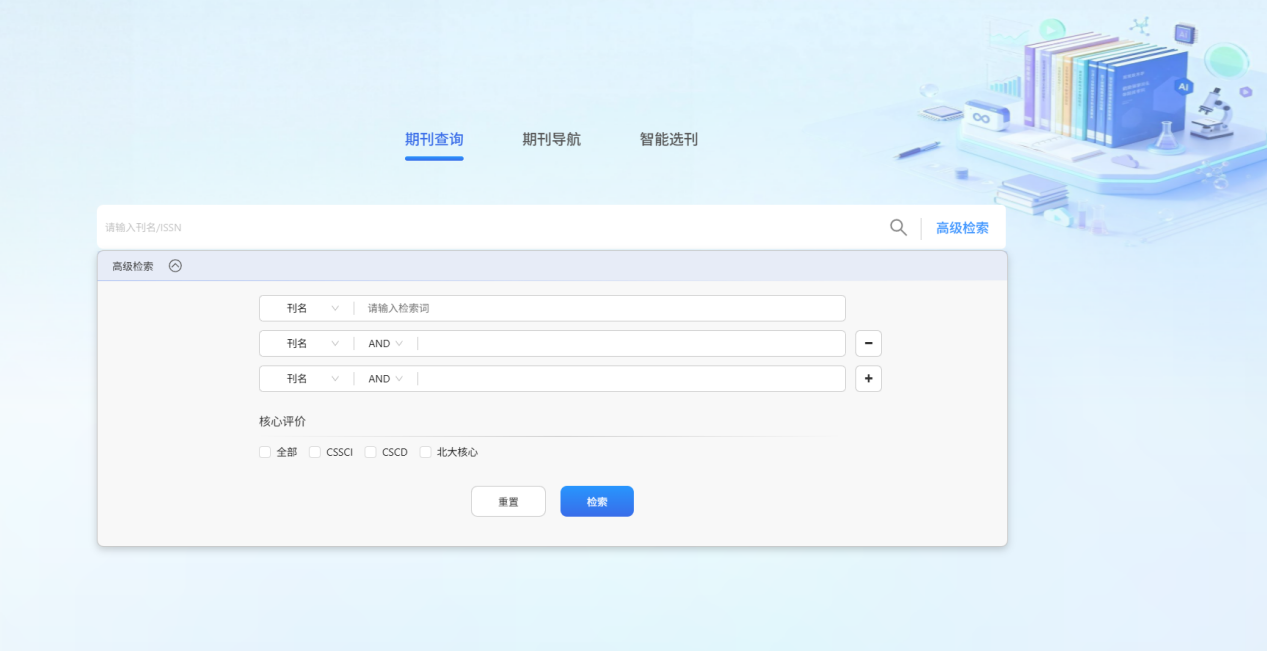 期刊查询 期刊导航 智能选刊
请输入刊名/ISSN 高级检索
高级检索
刊名 请输入检索词
刊名 AND
刊名 AND
核心评价
全部 CSSCI CSCD 北大核心
重置 检索
AI
AI